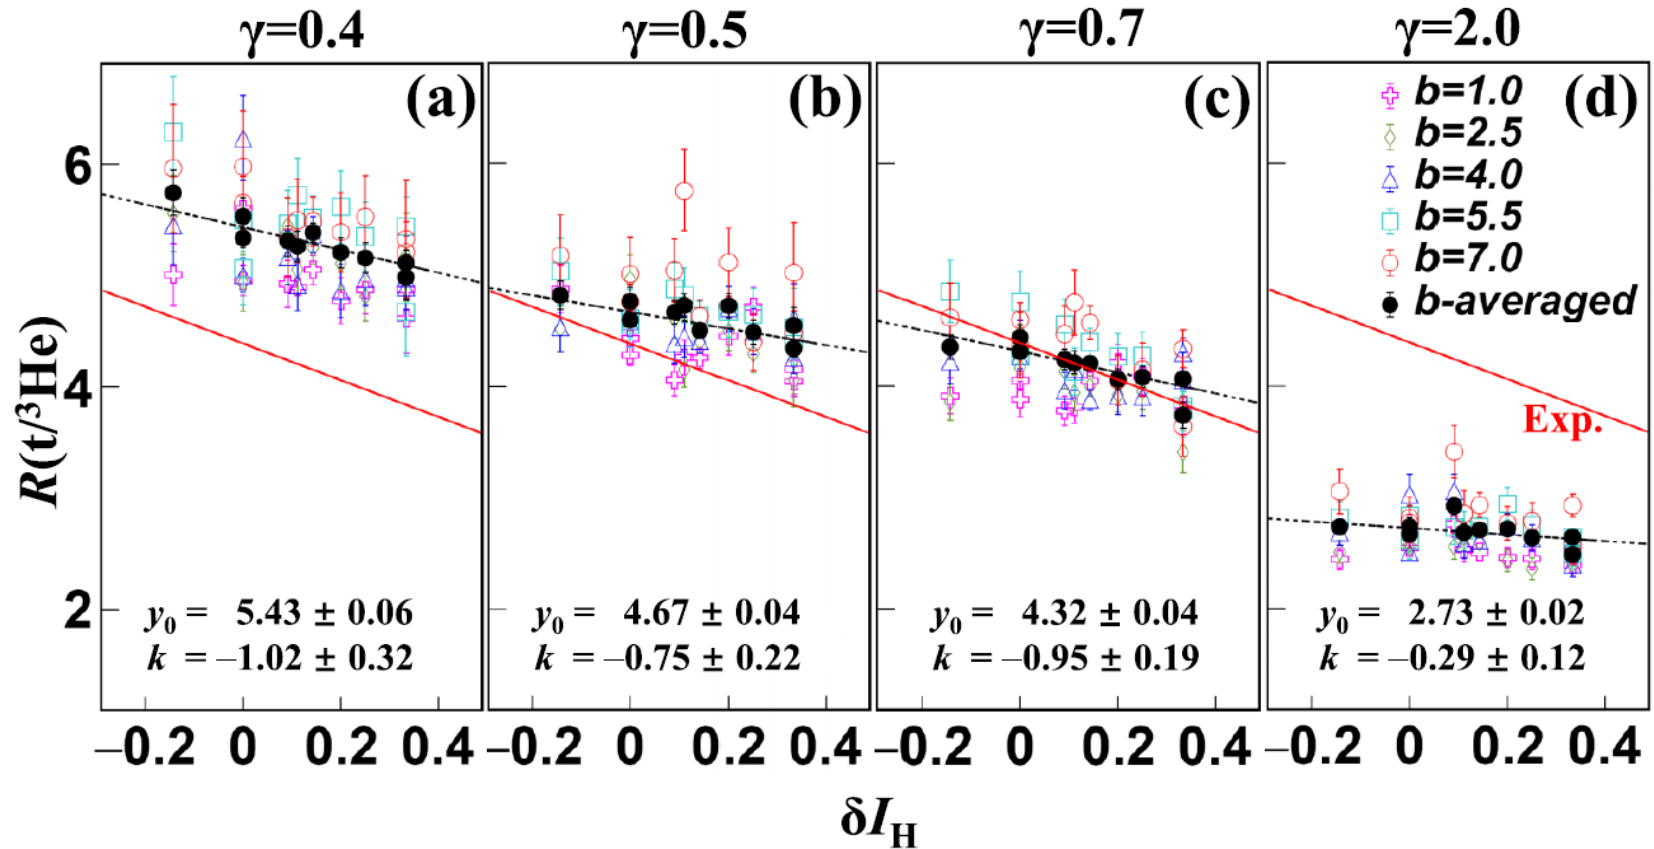 γ=0.4 γ=0.5 γ=0.7 γ=2.0
(a) (b) (c) (d)
b=1.0
b=2.5
b=4.0
b=5.5
b=7.0
b-averaged
6
4
2
R(t/³He)
Exp.
y₀ = 5.43 ± 0.06
k = −1.02 ± 0.32
y₀ = 4.67 ± 0.04
k = −0.75 ± 0.22
y₀ = 4.32 ± 0.04
k = −0.95 ± 0.19
y₀ = 2.73 ± 0.02
k = −0.29 ± 0.12
−0.2 0 0.2 0.4 −0.2 0 0.2 0.4 −0.2 0 0.2 0.4 −0.2 0 0.2 0.4
δI_H